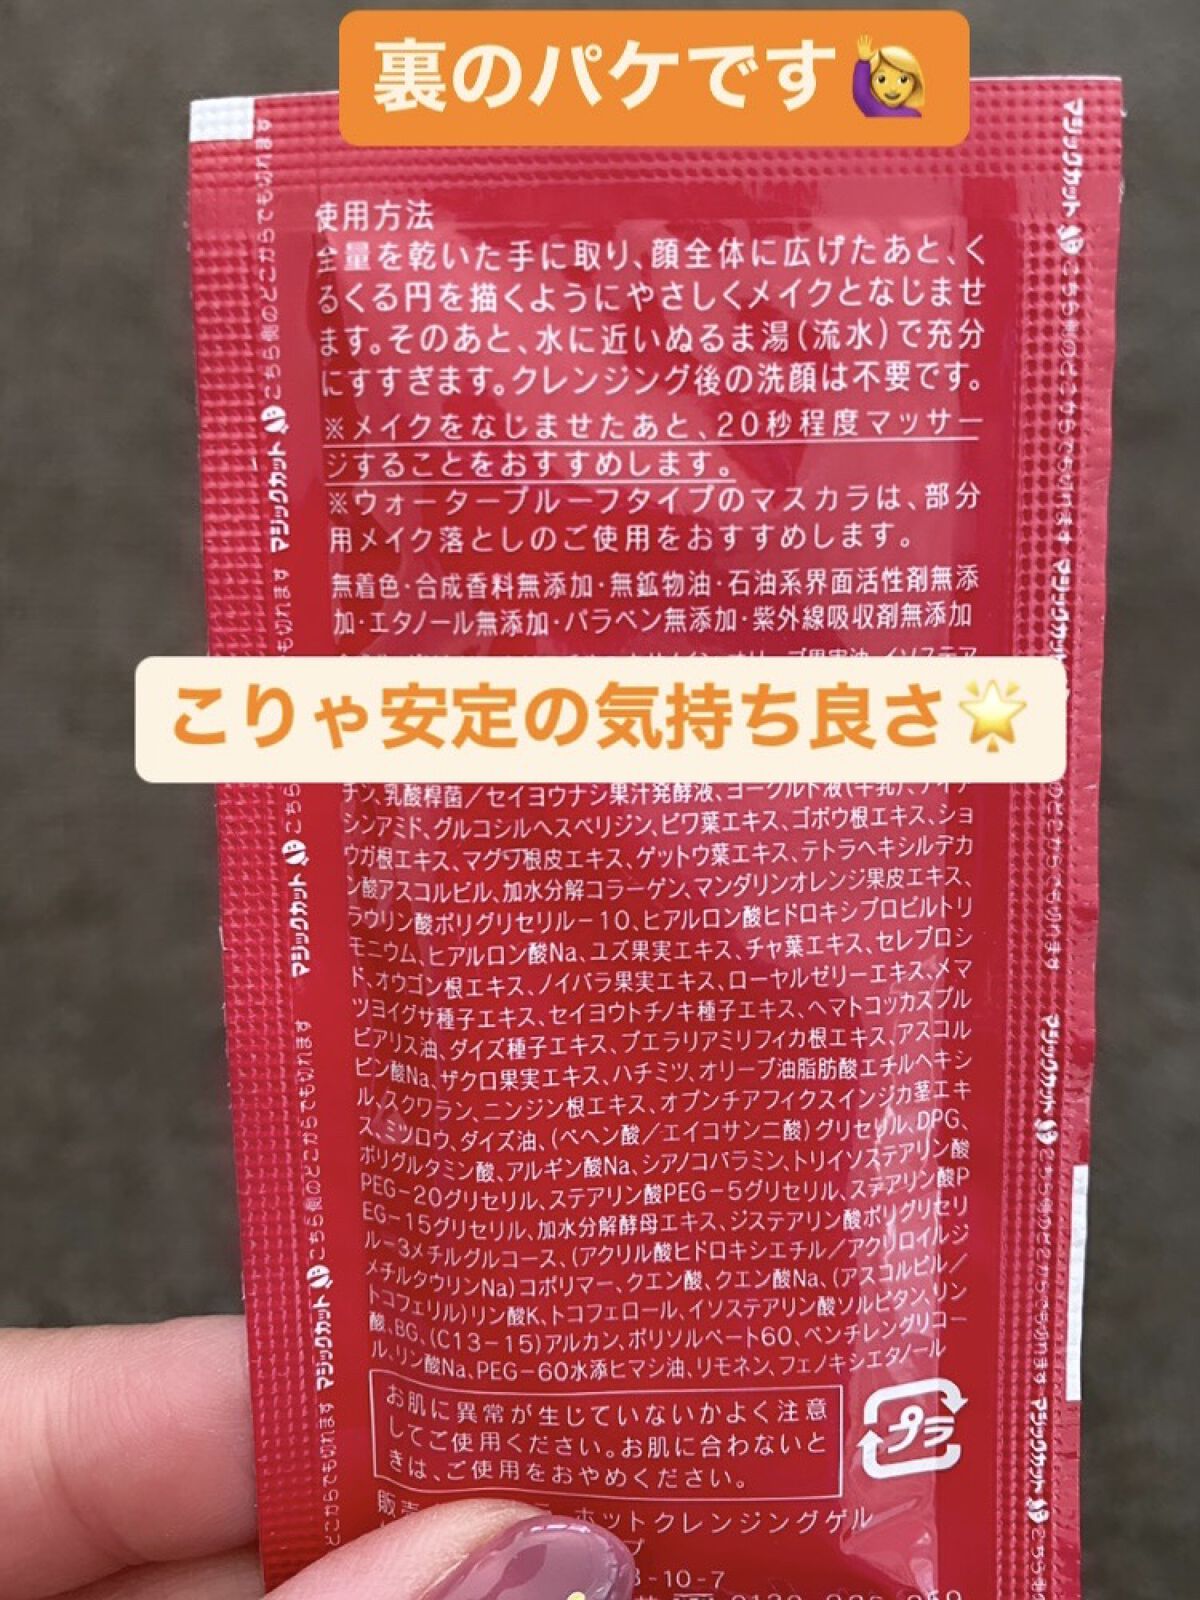 裏のパケです🙋‍♀️
使用方法
全量を乾いた手に取り、顔全体に広げたあと、く
るくる円を描くようにやさしくメイクとなじませ
ます。そのあと、水に近いぬるま湯(流水)で充分
にすすぎます。クレンジング後の洗顔は不要です。
※メイクをなじませたあと、20秒程度マッサー
ジすることをおすすめします。
※ウォータープルーフタイプのマスカラは、部分
用メイク落としのご使用をおすすめします。
無着色・合成香料無添加・無鉱物油・石油系界面活性剤無添
加・エタノール無添加・パラベン無添加・紫外線吸収剤無添加
こりゃ安定の気持ち良さ🌟
チン、乳酸桿菌/セイヨウナシ果汁発酵液、ヨーグルト液(牛乳)、
シンアミド、グルコシルヘスペリジン、ビワ葉エキス、ゴボウ根エキス、ショ
ウガ根エキス、マグワ根皮エキス、ゲットウ葉エキス、テトラヘキシルデカ
ン酸アスコルビル、加水分解コラーゲン、マンダリンオレンジ果皮エキス、
ラウリン酸ポリグリセリル-10、ヒアルロン酸ヒドロキシプロピルトリ
モニウム、ヒアルロン酸Na、ユズ果実エキス、チャ葉エキス、セレブロシ
ド、オウゴン根エキス、ノイバラ果実エキス、ローヤルゼリーエキス、メマ
ツヨイグサ種子エキス、セイヨウトチノキ種子エキス、ヘマトコッカスプル
ビアリス油、ダイズ種子エキス、プエラリアミリフィカ根エキス、アスコル
ビン酸Na、ザクロ果実エキス、ハチミツ、オリーブ油脂肪酸エチルヘキシ
ル、スクワラン、ニンジン根エキス、オプンチアフィクスインジカ茎エキ
ス、ミツロウ、ダイズ油、(ベヘン酸/エイコサン二酸)グリセリル、DPG、
ポリグルタミン酸、アルギン酸Na、シアノコバラミン、トリイソステアリン酸
PEG-20グリセリル、ステアリン酸PEG-5グリセリル、ステアリン酸P
EG-15グリセリル、加水分解酵母エキス、ジステアリン酸ポリグリセリ
ル-3メチルグルコース、(アクリル酸ヒドロキシエチル/アクリロイルジ
メチルタウリンNa)コポリマー、クエン酸、クエン酸Na、(アスコルビル/
トコフェリル)リン酸K、トコフェロール、イソステアリン酸ソルビタン、リン
酸、BG、(C13-15)アルカン、ポリソルベート60、ペンチレングリコー
ル、リン酸Na、PEG-60水添ヒマシ油、リモネン、フェノキシエタノール
お肌に異常が生じていないかよく注意
してご使用ください。お肌に合わないと
きは、ご使用をおやめください。
プラ
販売
ホットクレンジングゲル
-10-7
マジックカット こちら側のどこからでも切れます
マジックカット こちら側のどこからでも切れます